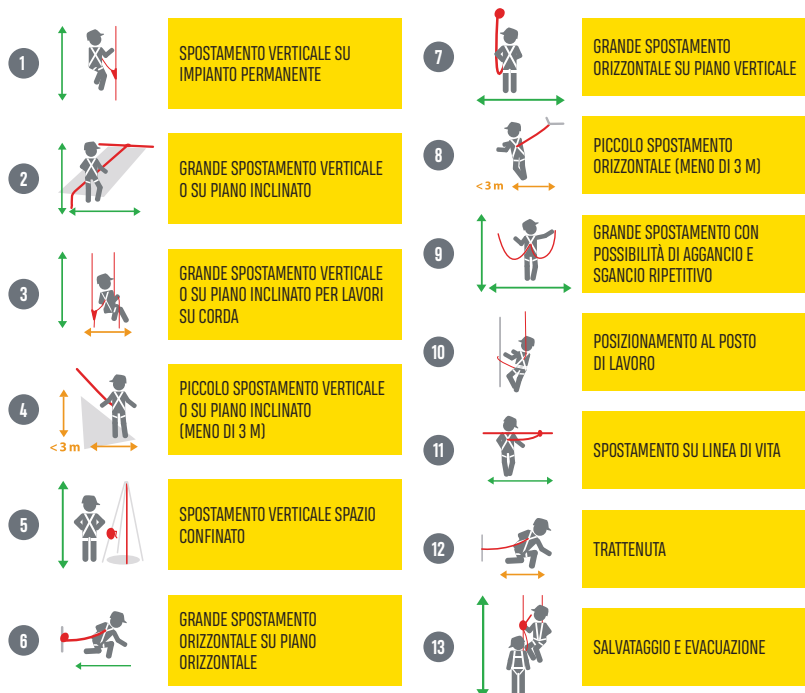 1
SPOSTAMENTO VERTICALE SU
IMPIANTO PERMANENTE
2
GRANDE SPOSTAMENTO VERTICALE
O SU PIANO INCLINATO
3
GRANDE SPOSTAMENTO VERTICALE
O SU PIANO INCLINATO PER LAVORI
SU CORDA
4
< 3 m
PICCOLO SPOSTAMENTO VERTICALE
O SU PIANO INCLINATO
(MENO DI 3 M)
5
SPOSTAMENTO VERTICALE SPAZIO
CONFINATO
6
GRANDE SPOSTAMENTO
ORIZZONTALE SU PIANO
ORIZZONTALE
7
GRANDE SPOSTAMENTO
ORIZZONTALE SU PIANO VERTICALE
8
< 3 m
PICCOLO SPOSTAMENTO
ORIZZONTALE (MENO DI 3 M)
9
GRANDE SPOSTAMENTO CON
POSSIBILITÀ DI AGGANCIO E
SGANCIO RIPETITIVO
10
POSIZIONAMENTO AL POSTO
DI LAVORO
11
SPOSTAMENTO SU LINEA DI VITA
12
TRATTENUTA
13
SALVATAGGIO E EVACUAZIONE